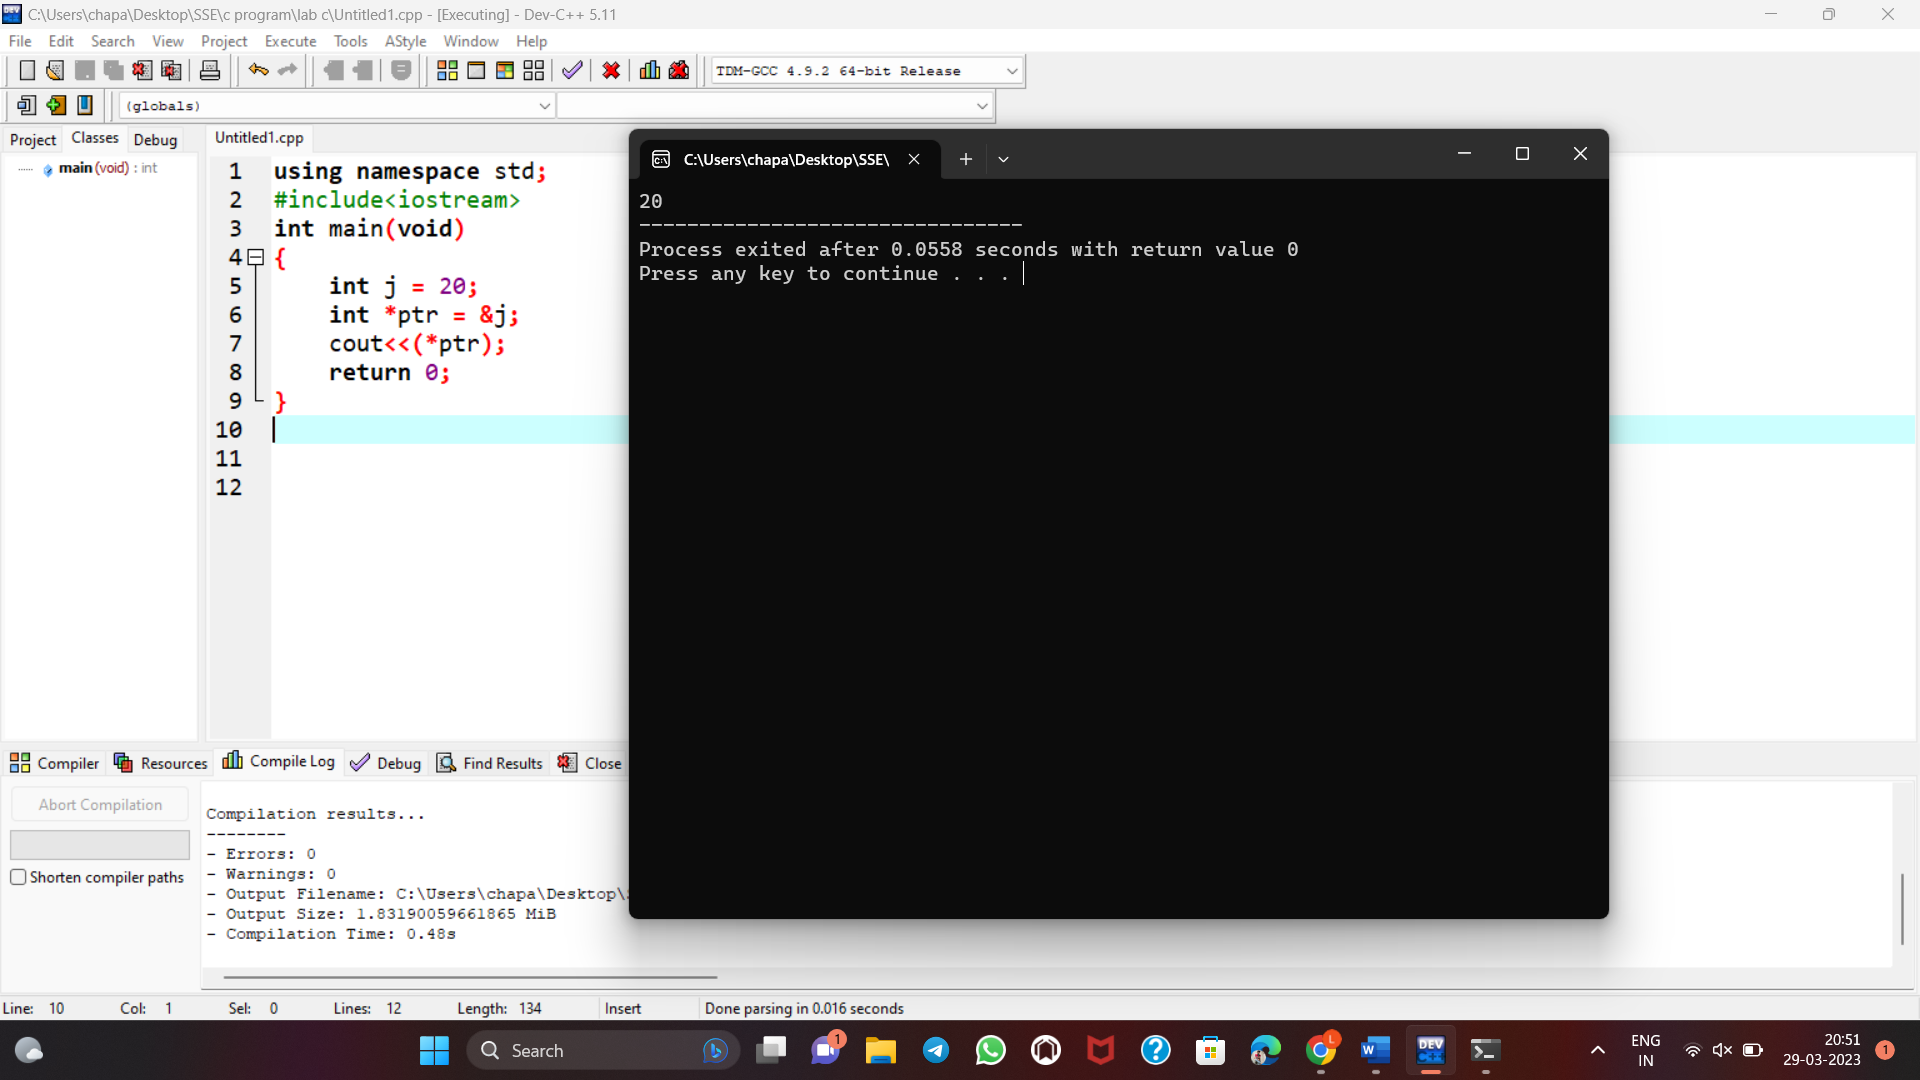 C:\Users\chapa\Desktop\SSE\c program\lab c\Untitled1.cpp - [Executing] - Dev-C++ 5.11
File Edit Search View Project Execute Tools AStyle Window Help
TDM-GCC 4.9.2 64-bit Release
(globals)
Project Classes Debug
main (void) : int
Untitled1.cpp
1 using namespace std;
2 #include<iostream>
3 int main(void)
4 {
5 int j = 20;
6 int *ptr = &j;
7 cout<<(*ptr);
8 return 0;
9 }
10
11
12
C:\Users\chapa\Desktop\SSE\
20
--------------------------------
Process exited after 0.0558 seconds with return value 0
Press any key to continue . . .
Compiler Resources Compile Log Debug Find Results Close
Abort Compilation
Shorten compiler paths
Compilation results...
--------
- Errors: 0
- Warnings: 0
- Output Filename: C:\Users\chapa\Desktop\
- Output Size: 1.83190059661865 MiB
- Compilation Time: 0.48s
Line: 10 Col: 1 Sel: 0 Lines: 12 Length: 134 Insert Done parsing in 0.016 seconds
Search
1
L
W
DEV C++
ENG
IN
20:51
29-03-2023
1